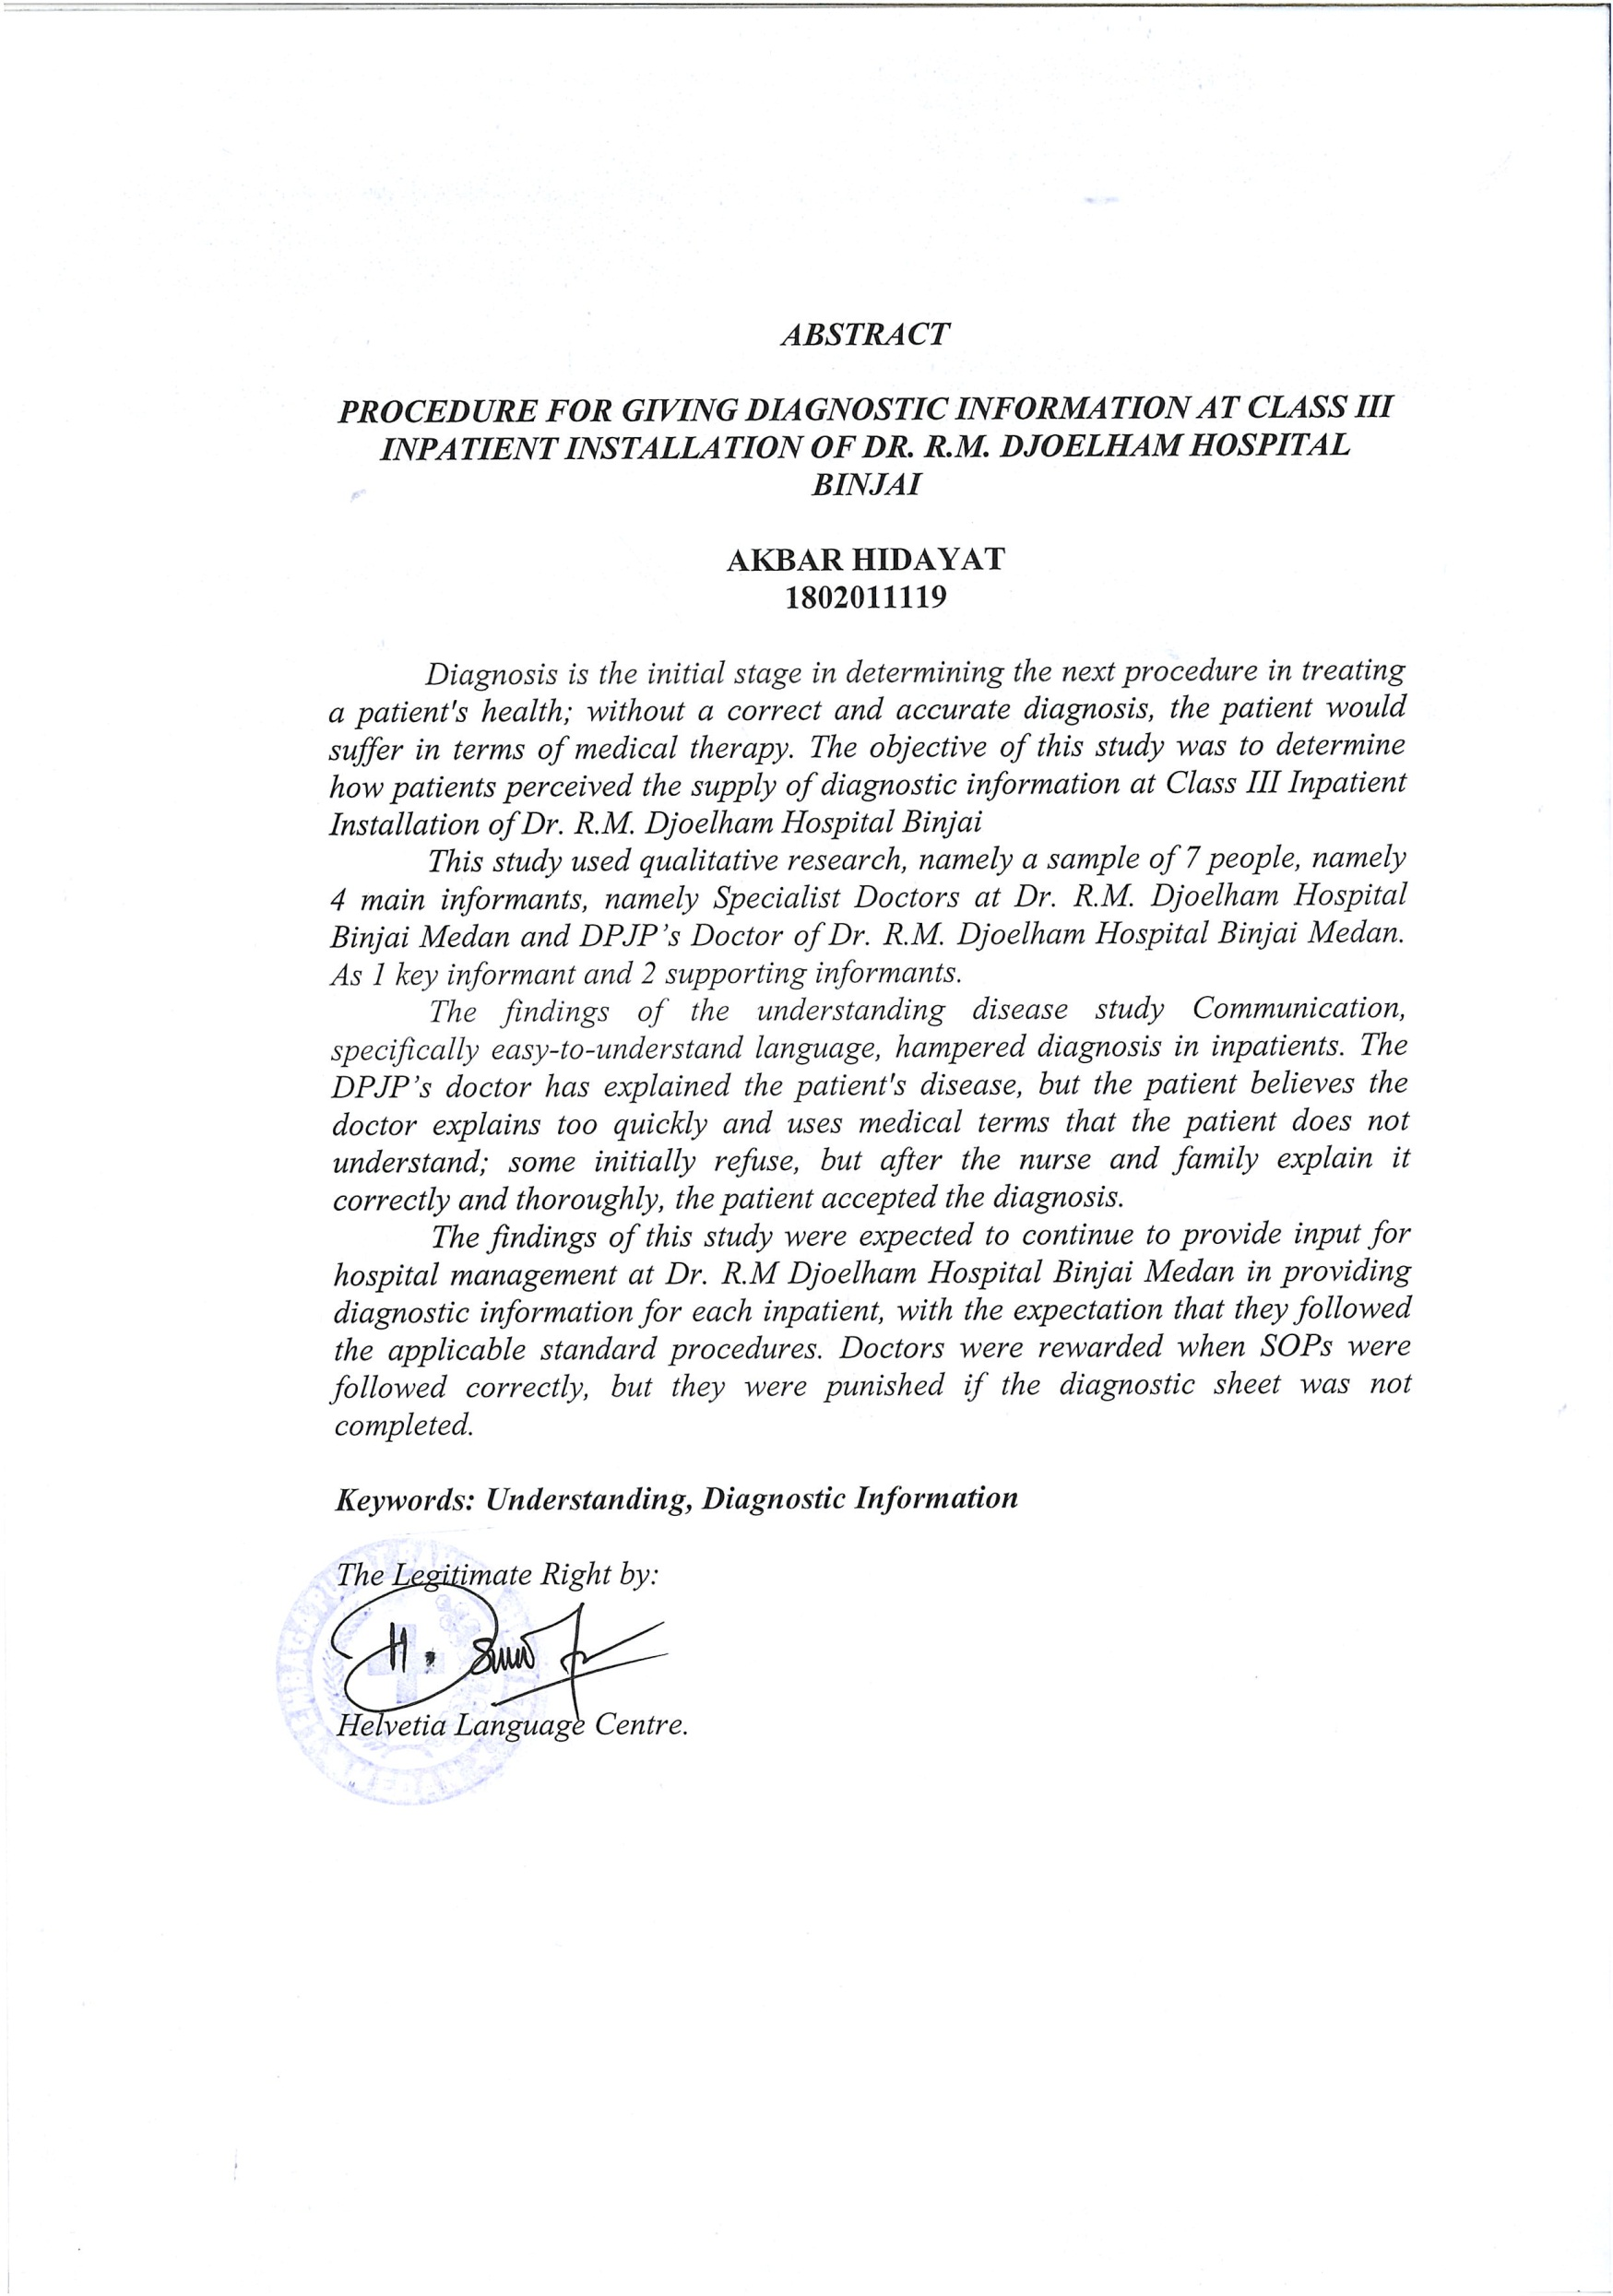 ABSTRACT
PROCEDURE FOR GIVING DIAGNOSTIC INFORMATION AT CLASS III
INPATIENT INSTALLATION OF DR. R.M. DJOELHAM HOSPITAL
BINJAI
AKBAR HIDAYAT
1802011119
Diagnosis is the initial stage in determining the next procedure in treating
a patient's health; without a correct and accurate diagnosis, the patient would
suffer in terms of medical therapy. The objective of this study was to determine
how patients perceived the supply of diagnostic information at Class III Inpatient
Installation of Dr. R.M. Djoelham Hospital Binjai
This study used qualitative research, namely a sample of 7 people, namely
4 main informants, namely Specialist Doctors at Dr. R.M. Djoelham Hospital
Binjai Medan and DPJP’s Doctor of Dr. R.M. Djoelham Hospital Binjai Medan.
As 1 key informant and 2 supporting informants.
The findings of the understanding disease study Communication,
specifically easy-to-understand language, hampered diagnosis in inpatients. The
DPJP’s doctor has explained the patient's disease, but the patient believes the
doctor explains too quickly and uses medical terms that the patient does not
understand; some initially refuse, but after the nurse and family explain it
correctly and thoroughly, the patient accepted the diagnosis.
The findings of this study were expected to continue to provide input for
hospital management at Dr. R.M Djoelham Hospital Binjai Medan in providing
diagnostic information for each inpatient, with the expectation that they followed
the applicable standard procedures. Doctors were rewarded when SOPs were
followed correctly, but they were punished if the diagnostic sheet was not
completed.
Keywords: Understanding, Diagnostic Information
The Legitimate Right by:
Helvetia Language Centre.
MEDAN